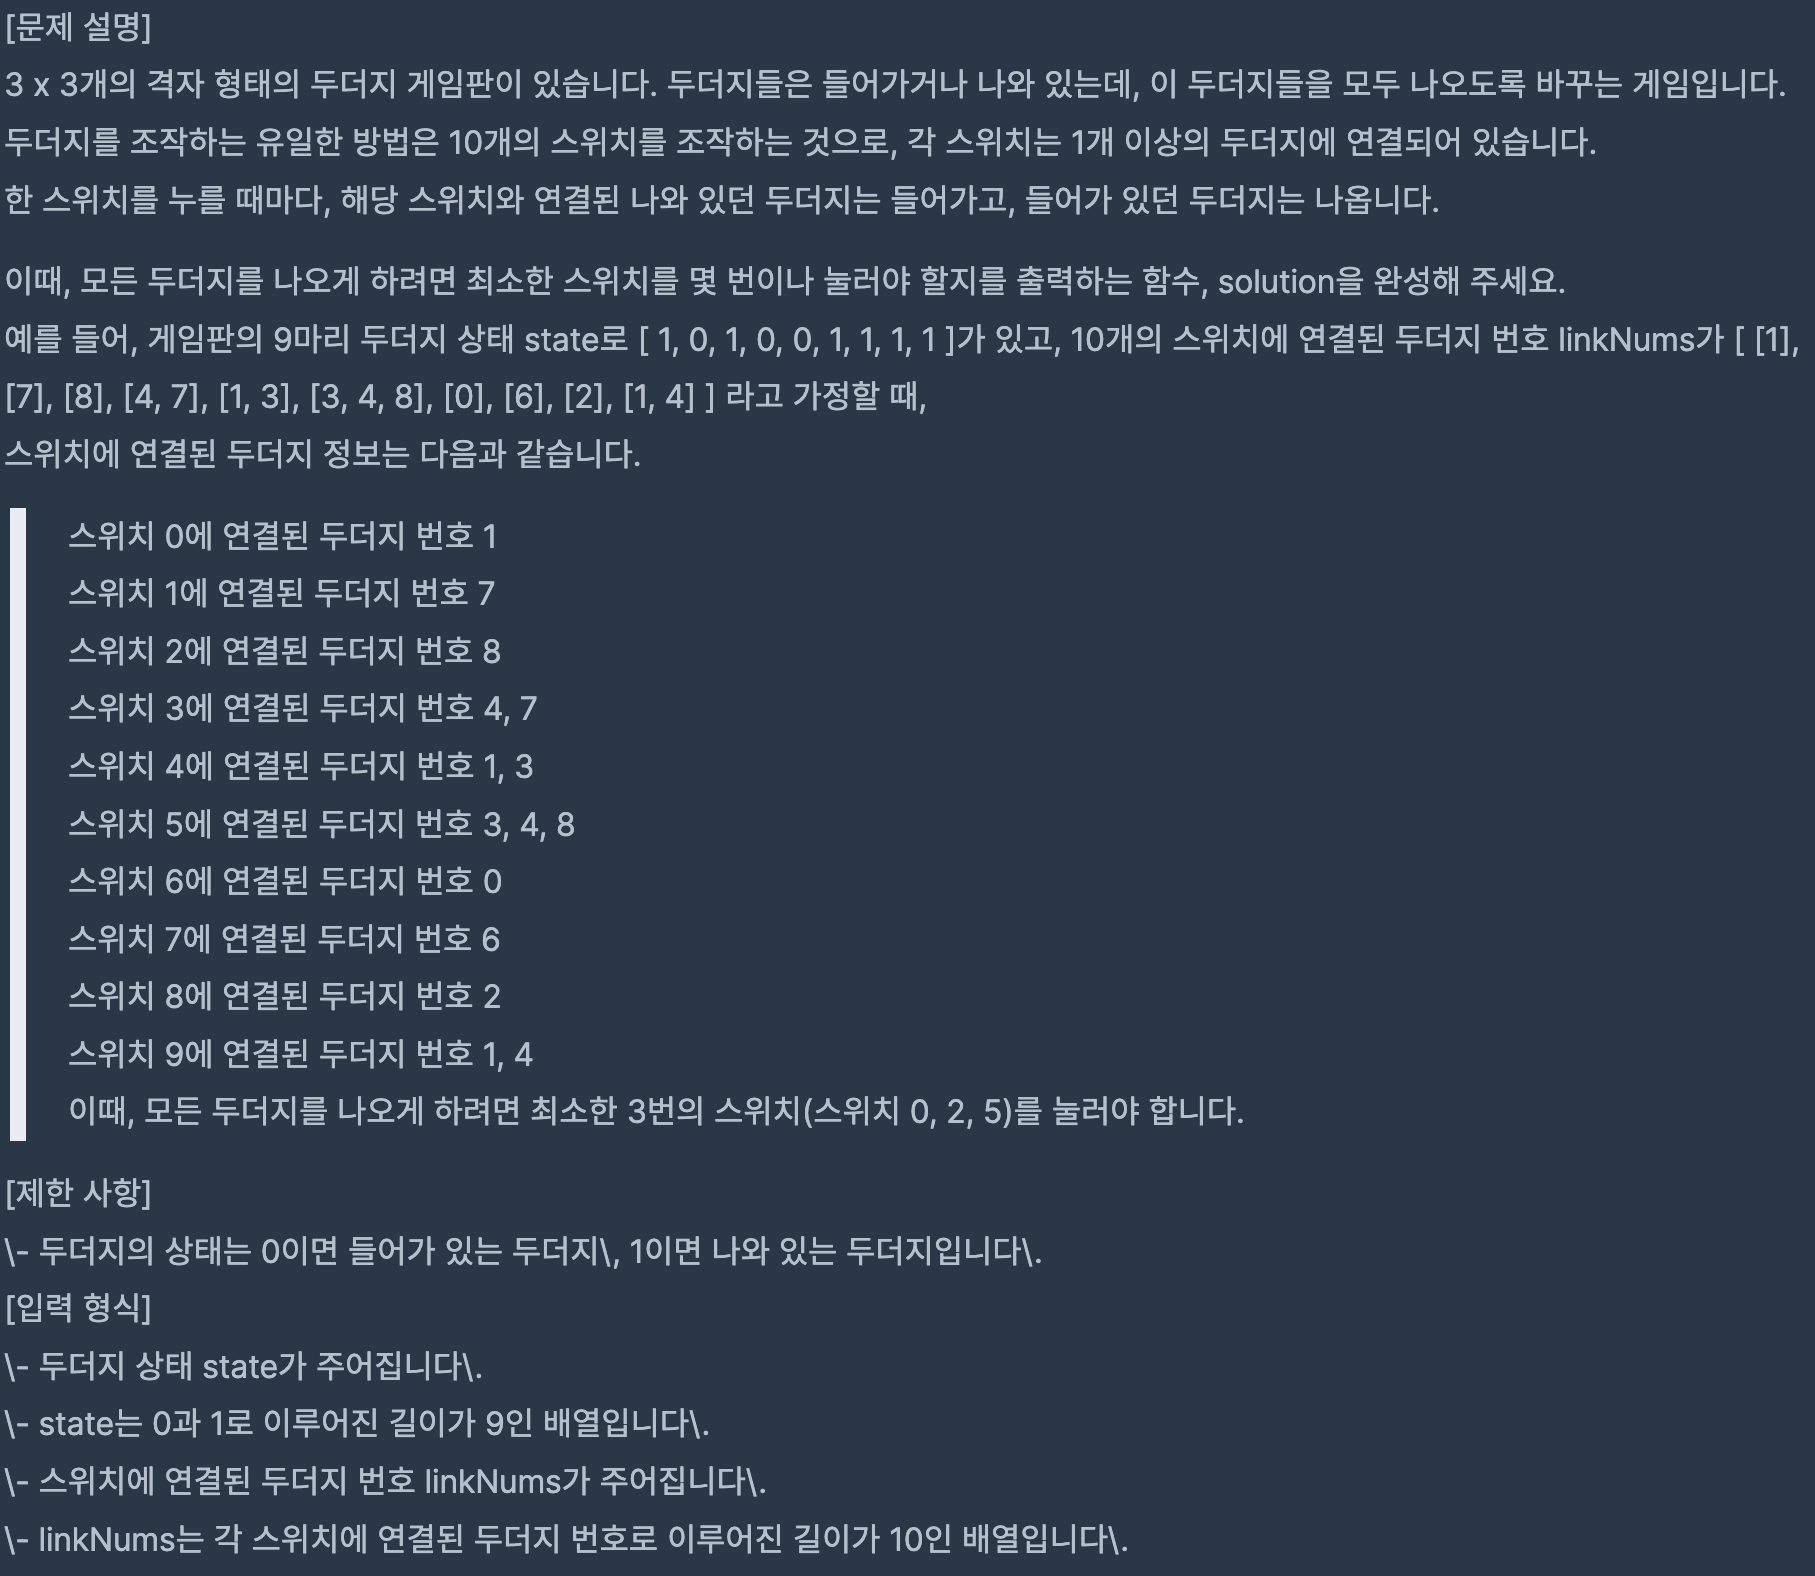 [문제 설명]
3 x 3개의 격자 형태의 두더지 게임판이 있습니다. 두더지들은 들어가거나 나와 있는데, 이 두더지들을 모두 나오도록 바꾸는 게임입니다.
두더지를 조작하는 유일한 방법은 10개의 스위치를 조작하는 것으로, 각 스위치는 1개 이상의 두더지에 연결되어 있습니다.
한 스위치를 누를 때마다, 해당 스위치와 연결된 나와 있던 두더지는 들어가고, 들어가 있던 두더지는 나옵니다.
이때, 모든 두더지를 나오게 하려면 최소한 스위치를 몇 번이나 눌러야 할지를 출력하는 함수, solution을 완성해 주세요.
예를 들어, 게임판의 9마리 두더지 상태 state로 [ 1, 0, 1, 0, 0, 1, 1, 1, 1 ]가 있고, 10개의 스위치에 연결된 두더지 번호 linkNums가 [ [1],
[7], [8], [4, 7], [1, 3], [3, 4, 8], [0], [6], [2], [1, 4] ] 라고 가정할 때,
스위치에 연결된 두더지 정보는 다음과 같습니다.
스위치 0에 연결된 두더지 번호 1
스위치 1에 연결된 두더지 번호 7
스위치 2에 연결된 두더지 번호 8
스위치 3에 연결된 두더지 번호 4, 7
스위치 4에 연결된 두더지 번호 1, 3
스위치 5에 연결된 두더지 번호 3, 4, 8
스위치 6에 연결된 두더지 번호 0
스위치 7에 연결된 두더지 번호 6
스위치 8에 연결된 두더지 번호 2
스위치 9에 연결된 두더지 번호 1, 4
이때, 모든 두더지를 나오게 하려면 최소한 3번의 스위치(스위치 0, 2, 5)를 눌러야 합니다.
[제한 사항]
\- 두더지의 상태는 0이면 들어가 있는 두더지\, 1이면 나와 있는 두더지입니다\.
[입력 형식]
\- 두더지 상태 state가 주어집니다\.
\- state는 0과 1로 이루어진 길이가 9인 배열입니다\.
\- 스위치에 연결된 두더지 번호 linkNums가 주어집니다\.
\- linkNums는 각 스위치에 연결된 두더지 번호로 이루어진 길이가 10인 배열입니다\.